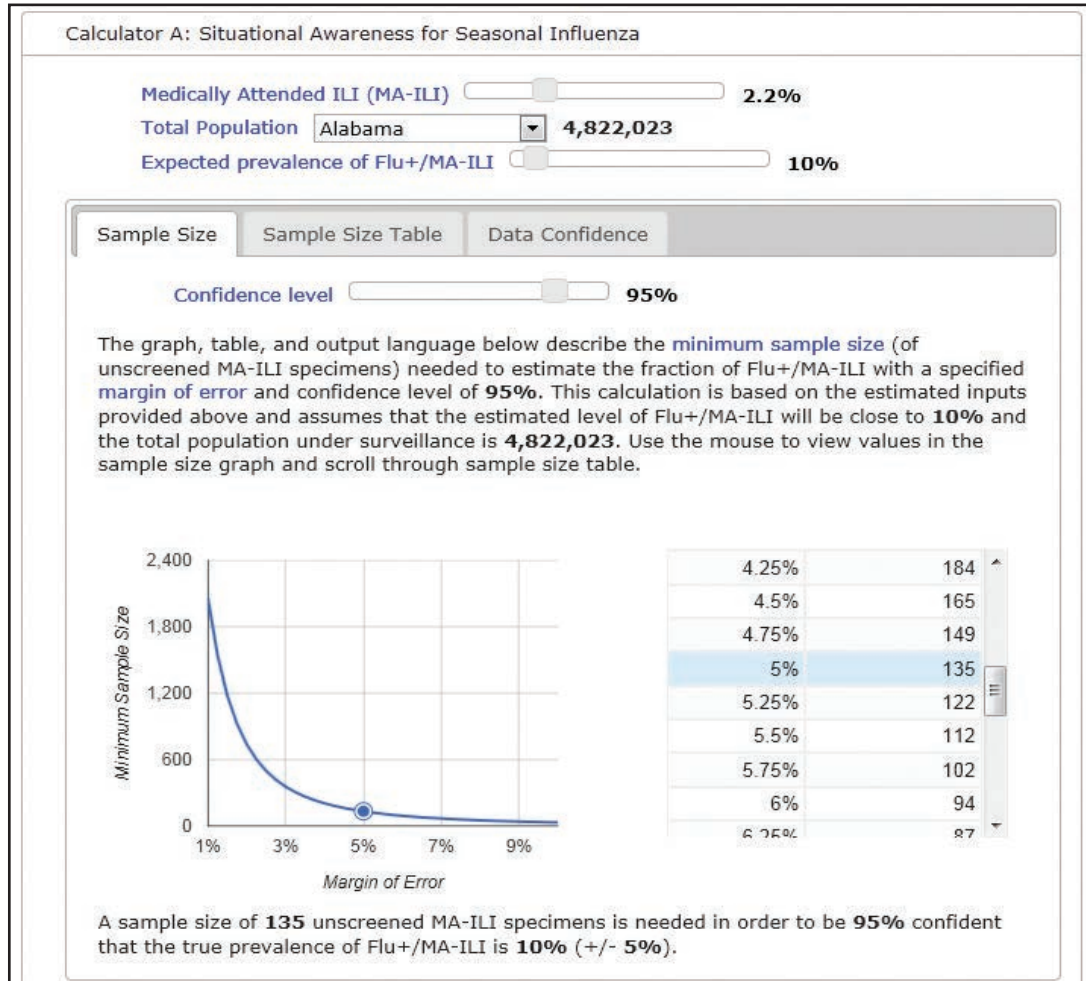 Calculator A: Situational Awareness for Seasonal Influenza
Medically Attended ILI (MA-ILI) 2.2%
Total Population Alabama 4,822,023
Expected prevalence of Flu+/MA-ILI 10%
Sample Size Sample Size Table Data Confidence
Confidence level 95%
The graph, table, and output language below describe the minimum sample size (of
unscreened MA-ILI specimens) needed to estimate the fraction of Flu+/MA-ILI with a specified
margin of error and confidence level of 95%. This calculation is based on the estimated inputs
provided above and assumes that the estimated level of Flu+/MA-ILI will be close to 10% and
the total population under surveillance is 4,822,023. Use the mouse to view values in the
sample size graph and scroll through sample size table.
Minimum Sample Size
2,400
1,800
1,200
600
0
1% 3% 5% 7% 9%
Margin of Error
4.25% 184
4.5% 165
4.75% 149
5% 135
5.25% 122
5.5% 112
5.75% 102
6% 94
6.25% 87
A sample size of 135 unscreened MA-ILI specimens is needed in order to be 95% confident
that the true prevalence of Flu+/MA-ILI is 10% (+/- 5%).